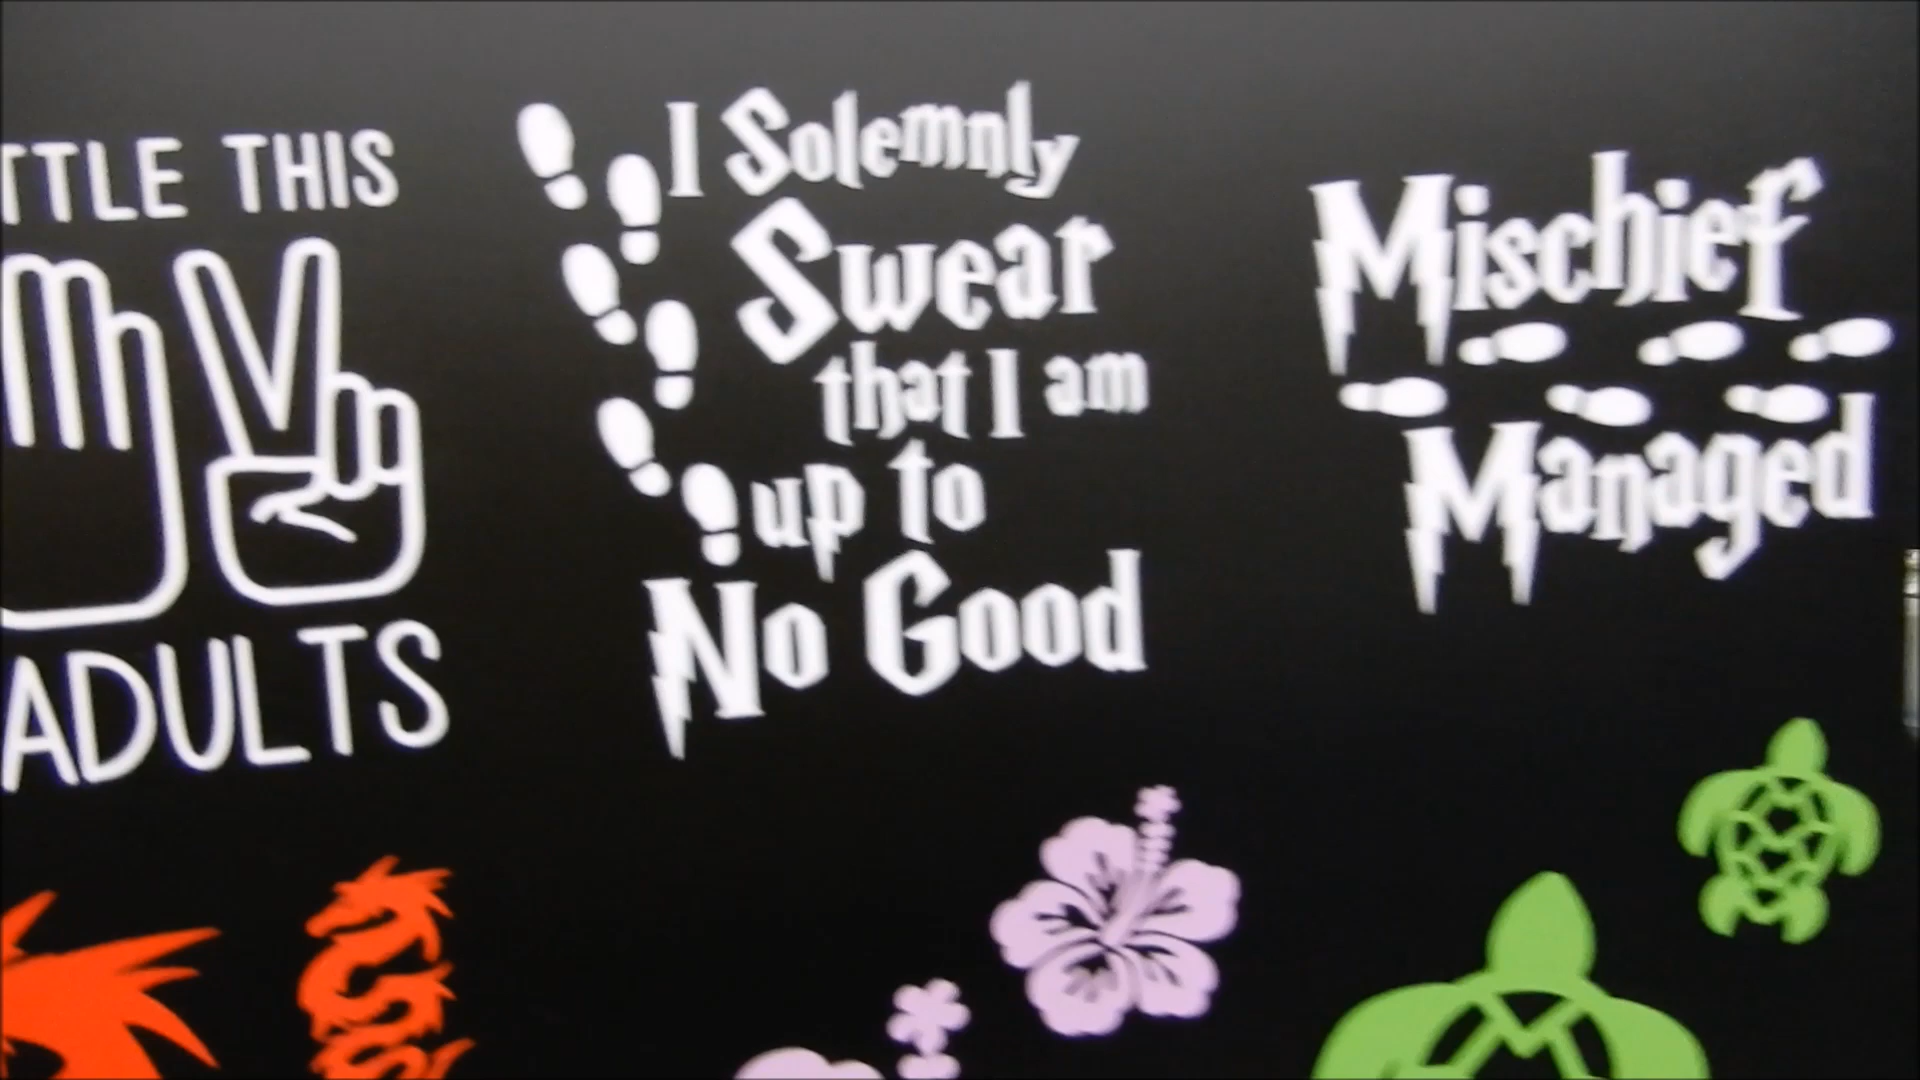 TTLE THIS
ADULTS
I Solemnly
Swear
that I am
up to
No Good
Mischief
Managed